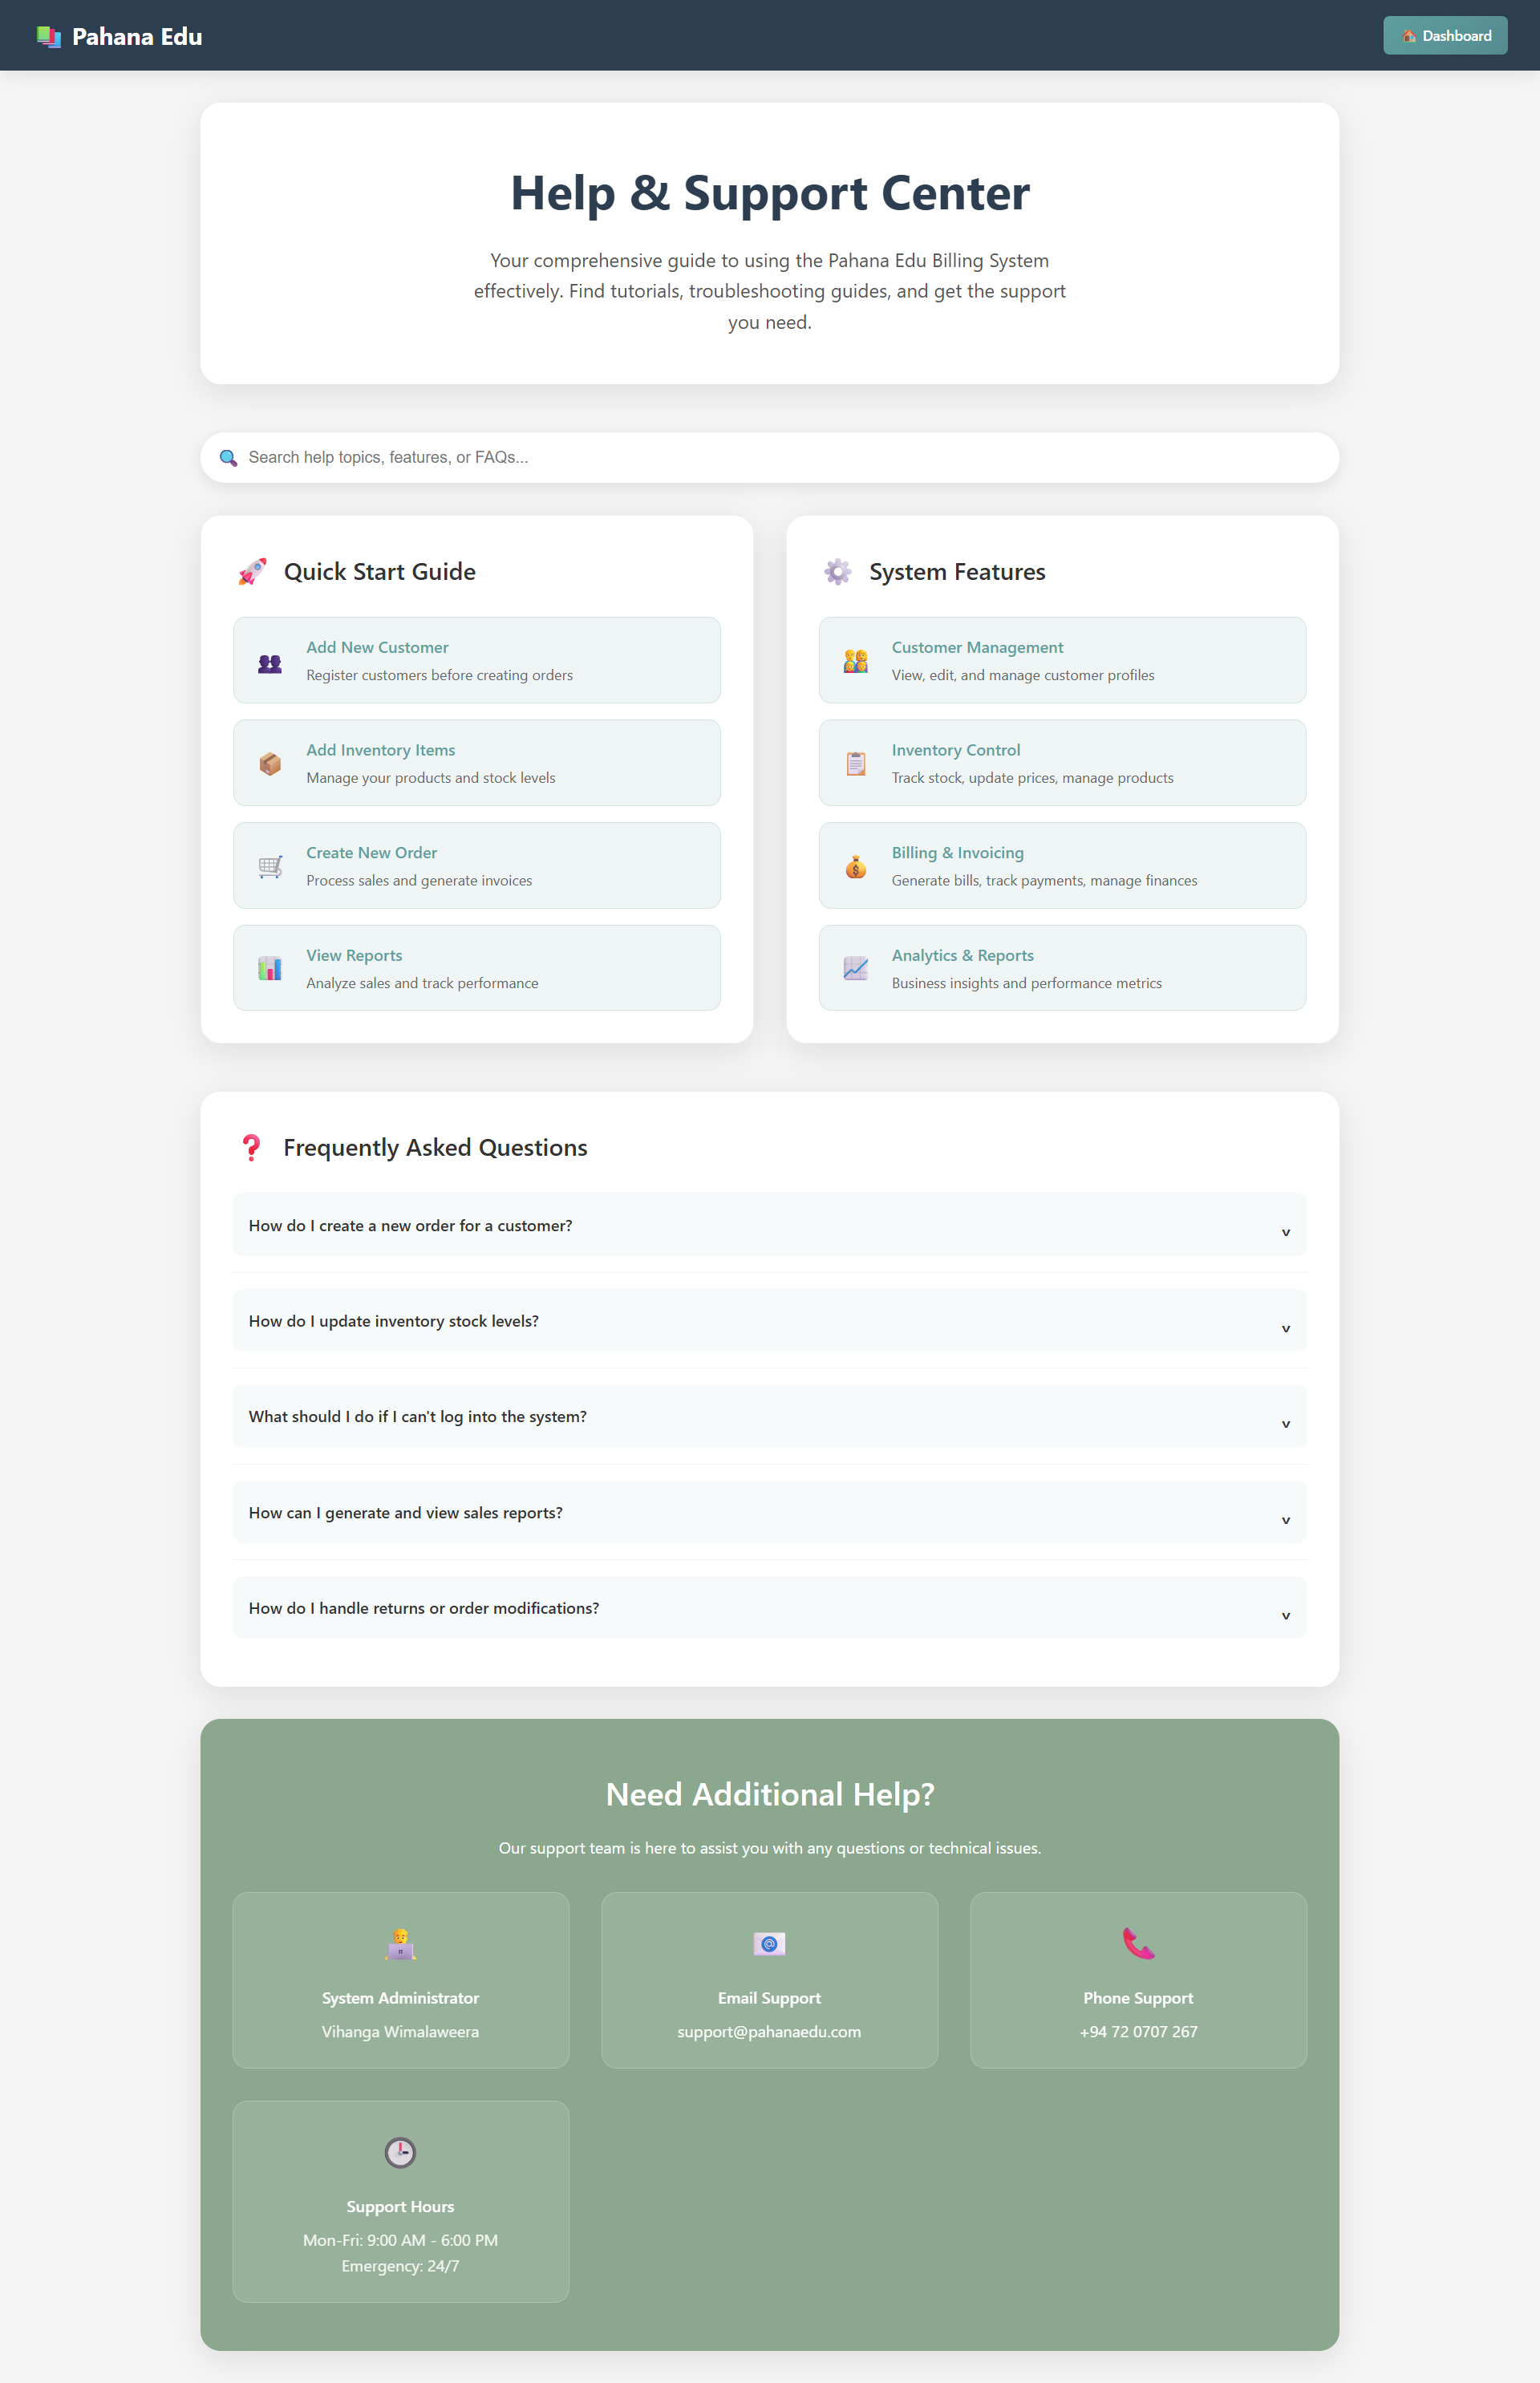 Pahana Edu
Dashboard
Help & Support Center
Your comprehensive guide to using the Pahana Edu Billing System
effectively. Find tutorials, troubleshooting guides, and get the support
you need.
Search help topics, features, or FAQs...
Quick Start Guide
Add New Customer
Register customers before creating orders
Add Inventory Items
Manage your products and stock levels
Create New Order
Process sales and generate invoices
View Reports
Analyze sales and track performance
System Features
Customer Management
View, edit, and manage customer profiles
Inventory Control
Track stock, update prices, manage products
Billing & Invoicing
Generate bills, track payments, manage finances
Analytics & Reports
Business insights and performance metrics
Frequently Asked Questions
How do I create a new order for a customer?
How do I update inventory stock levels?
What should I do if I can't log into the system?
How can I generate and view sales reports?
How do I handle returns or order modifications?
Need Additional Help?
Our support team is here to assist you with any questions or technical issues.
System Administrator
Vihanga Wimalaweera
Email Support
support@pahanaedu.com
Phone Support
+94 72 0707 267
Support Hours
Mon-Fri: 9:00 AM - 6:00 PM
Emergency: 24/7